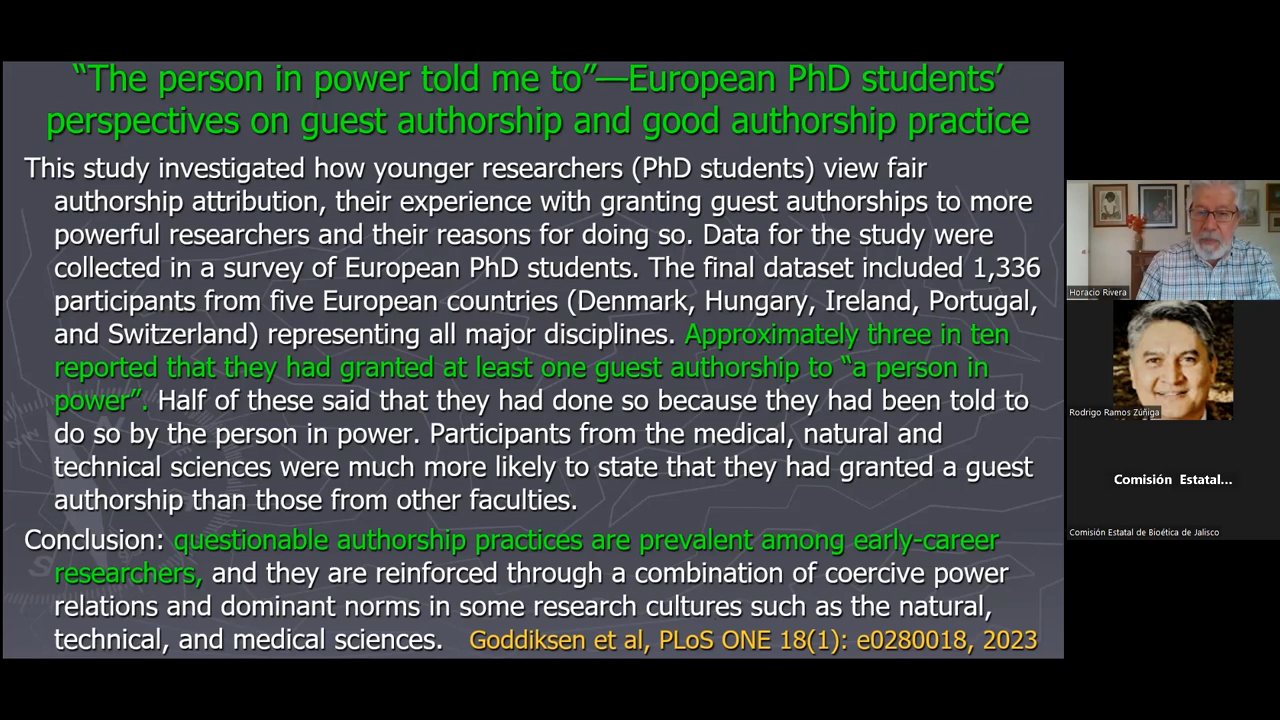 “The person in power told me to”—European PhD students’
perspectives on guest authorship and good authorship practice
This study investigated how younger researchers (PhD students) view fair
authorship attribution, their experience with granting guest authorships to more
powerful researchers and their reasons for doing so. Data for the study were
collected in a survey of European PhD students. The final dataset included 1,336
participants from five European countries (Denmark, Hungary, Ireland, Portugal,
and Switzerland) representing all major disciplines. Approximately three in ten
reported that they had granted at least one guest authorship to “a person in
power”. Half of these said that they had done so because they had been told to
do so by the person in power. Participants from the medical, natural and
technical sciences were much more likely to state that they had granted a guest
authorship than those from other faculties.
Conclusion: questionable authorship practices are prevalent among early-career
researchers, and they are reinforced through a combination of coercive power
relations and dominant norms in some research cultures such as the natural,
technical, and medical sciences. Goddiksen et al, PLoS ONE 18(1): e0280018, 2023
Horacio Rivera
Rodrigo Ramos Zúñiga
Comisión Estatal...
Comisión Estatal de Bioética de Jalisco